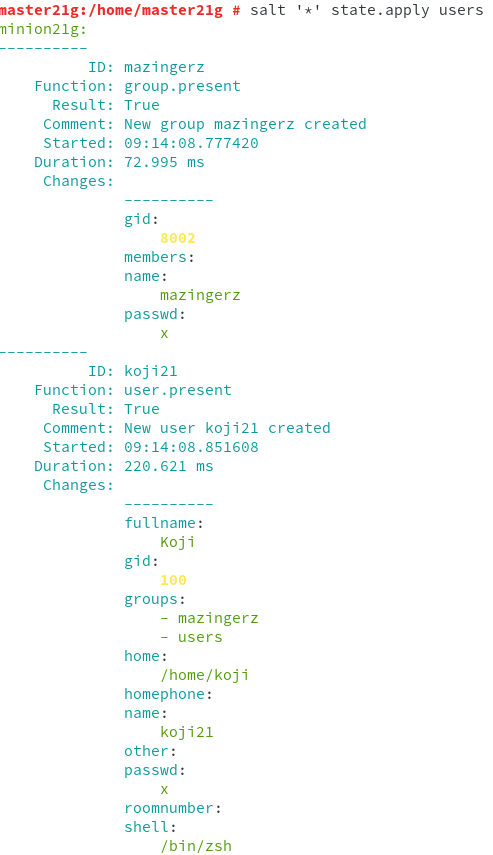 master21g:/home/master21g # salt '*' state.apply users
minion21g:
----------
          ID: mazingerz
    Function: group.present
      Result: True
     Comment: New group mazingerz created
     Started: 09:14:08.777420
    Duration: 72.995 ms
     Changes:
              ----------
              gid:
                  8002
              members:
              name:
                  mazingerz
              passwd:
                  x
----------
          ID: koji21
    Function: user.present
      Result: True
     Comment: New user koji21 created
     Started: 09:14:08.851608
    Duration: 220.621 ms
     Changes:
              ----------
              fullname:
                  Koji
              gid:
                  100
              groups:
                  - mazingerz
                  - users
              home:
                  /home/koji
              homephone:
              name:
                  koji21
              other:
              passwd:
                  x
              roomnumber:
              shell:
                  /bin/zsh